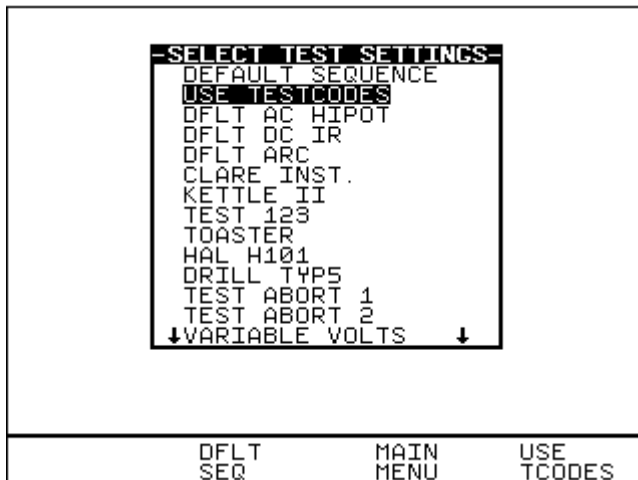 -SELECT TEST SETTINGS-
DEFAULT SEQUENCE
USE TESTCODES
DFLT AC HIPOT
DFLT DC IR
DFLT ARC
CLARE INST.
KETTLE II
TEST 123
TOASTER
HAL H101
DRILL TYP5
TEST ABORT 1
TEST ABORT 2
↓VARIABLE VOLTS ↓
DFLT MAIN USE
SEQ MENU TCODES